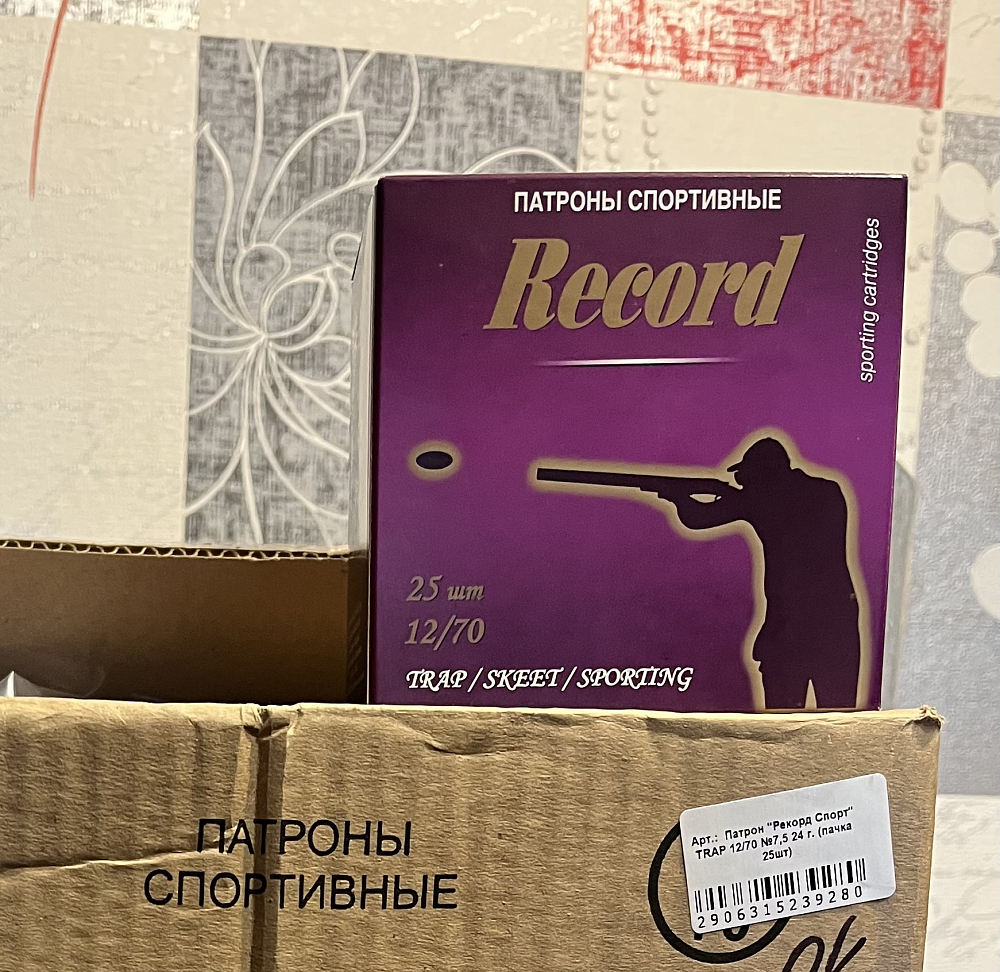 ПАТРОНЫ СПОРТИВНЫЕ
Record
sporting cartridges
25 шт
12/70
TRAP / SKEET / SPORTING
ПАТРОНЫ
СПОРТИВНЫЕ
Арт.: Патрон "Рекорд Спорт"
TRAP 12/70 №7,5 24 г. (пачка
25шт)
2906315239280
OK